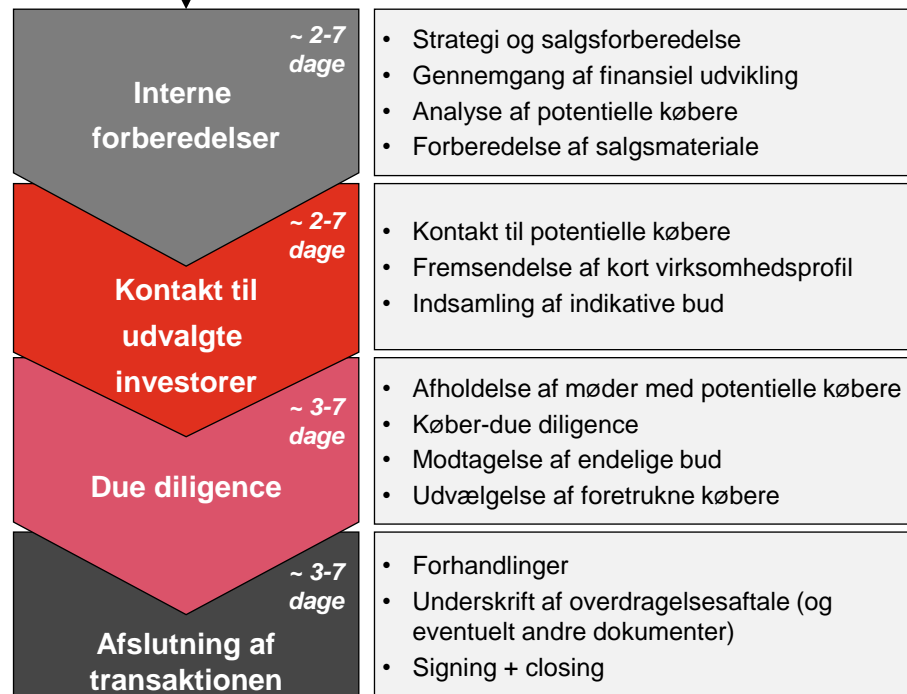 ~ 2-7
dage
Interne
forberedelser
• Strategi og salgsforberedelse
• Gennemgang af finansiel udvikling
• Analyse af potentielle købere
• Forberedelse af salgsmateriale
~ 2-7
dage
Kontakt til
udvalgte
investorer
• Kontakt til potentielle købere
• Fremsendelse af kort virksomhedsprofil
• Indsamling af indikative bud
~ 3-7
dage
Due diligence
• Afholdelse af møder med potentielle købere
• Køber-due diligence
• Modtagelse af endelige bud
• Udvælgelse af foretrukne købere
~ 3-7
dage
Afslutning af
transaktionen
• Forhandlinger
• Underskrift af overdragelsesaftale (og
eventuelt andre dokumenter)
• Signing + closing